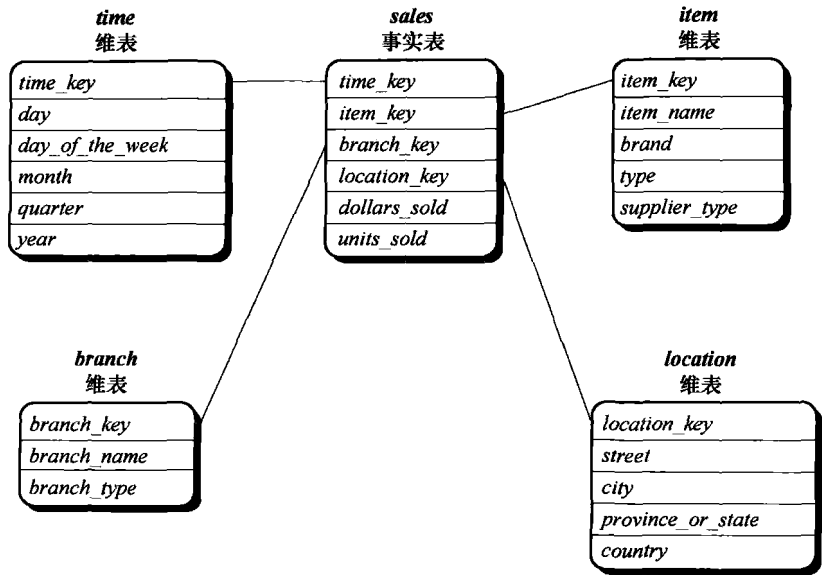 time
维表
time_key
day
day_of_the_week
month
quarter
year
sales
事实表
time_key
item_key
branch_key
location_key
dollars_sold
units_sold
item
维表
item_key
item_name
brand
type
supplier_type
branch
维表
branch_key
branch_name
branch_type
location
维表
location_key
street
city
province_or_state
country